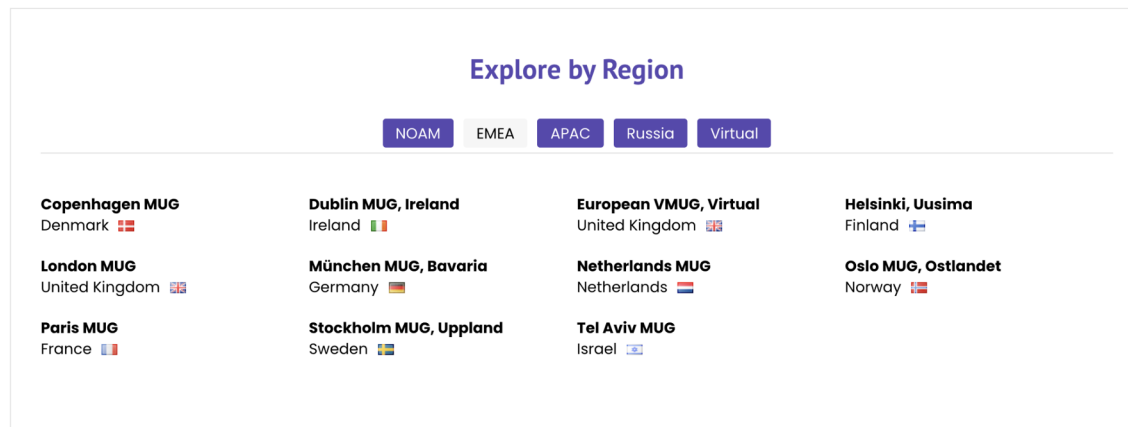 Explore by Region
NOAM EMEA APAC Russia Virtual
Copenhagen MUG
Denmark
Dublin MUG, Ireland
Ireland
European VMUG, Virtual
United Kingdom
Helsinki, Uusima
Finland
London MUG
United Kingdom
München MUG, Bavaria
Germany
Netherlands MUG
Netherlands
Oslo MUG, Ostlandet
Norway
Paris MUG
France
Stockholm MUG, Uppland
Sweden
Tel Aviv MUG
Israel